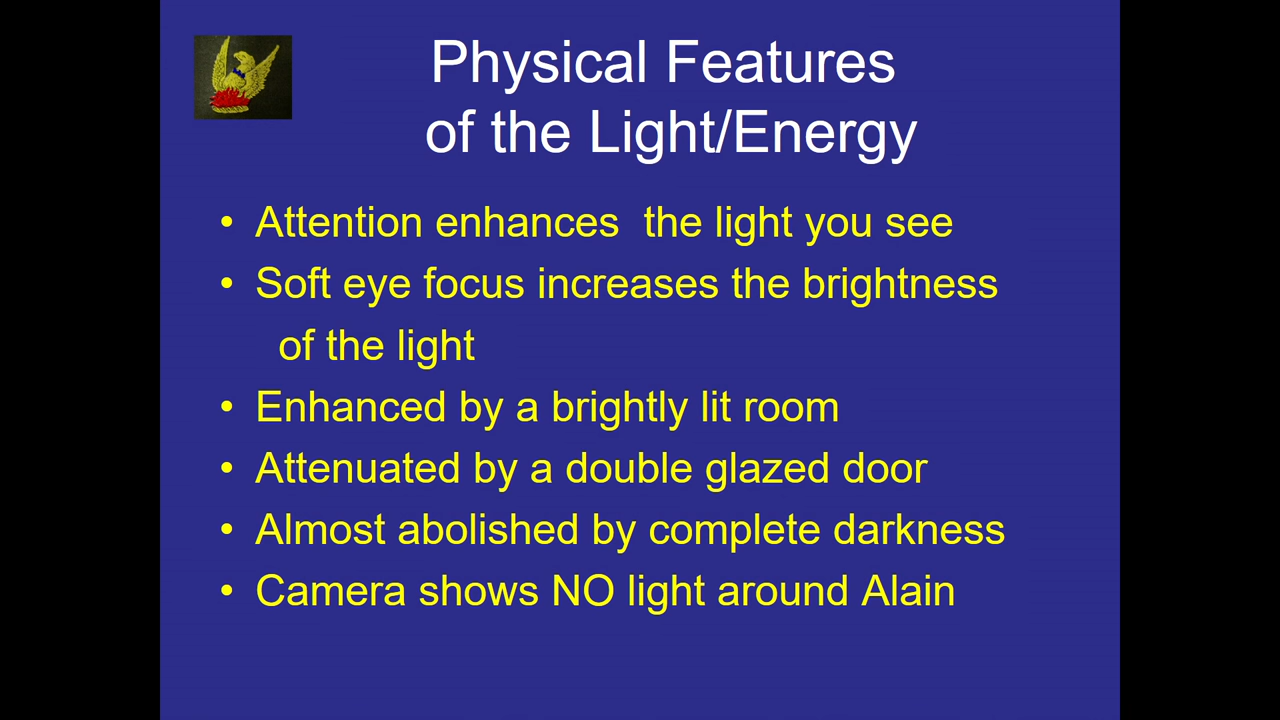 Physical Features
of the Light/Energy
• Attention enhances  the light you see
• Soft eye focus increases the brightness
of the light
• Enhanced by a brightly lit room
• Attenuated by a double glazed door
• Almost abolished by complete darkness
• Camera shows NO light around Alain